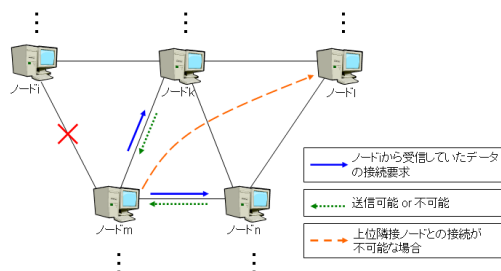 ノードi
ノードk
ノードl
ノードm
ノードn
ノードiから受信していたデータ
の接続要求
送信可能 or 不可能
上位隣接ノードとの接続が
不可能な場合